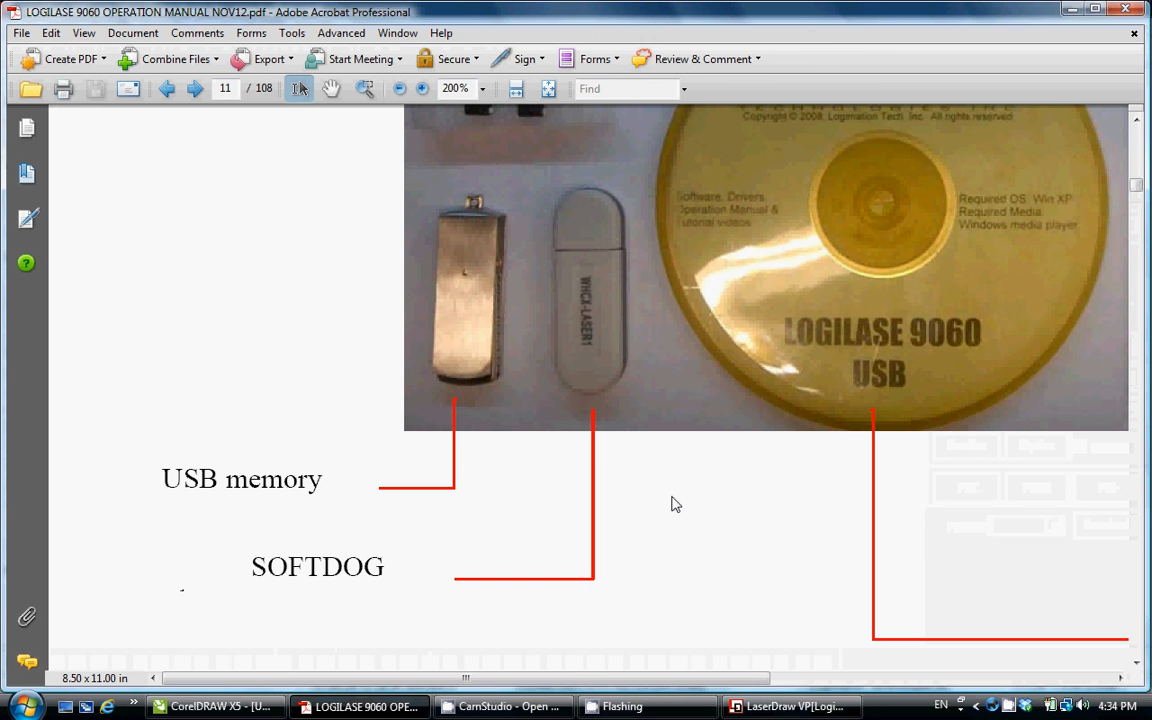 LOGILASE 9060 OPERATION MANUAL NOV12.pdf - Adobe Acrobat Professional
File Edit View Document Comments Forms Tools Advanced Window Help
Create PDF Combine Files Export Start Meeting Secure Sign Forms Review & Comment
11 / 108 200% Find
TECHNOLOGIES INC
Copyright © 2008, Logimation Tech. Inc. All rights reserved
Software, Drivers
Operation Manual &
Tutorial videos
Required OS: Win XP
Required Media:
Windows media player
WHCX-LASER1
LOGILASE 9060
USB
USB memory
SOFTDOG
8.50 x 11.00 in
CorelDRAW X5 - [U...
LOGILASE 9060 OPE...
CamStudio - Open ...
Flashing
LaserDraw VP[Logi...
EN
4:34 PM